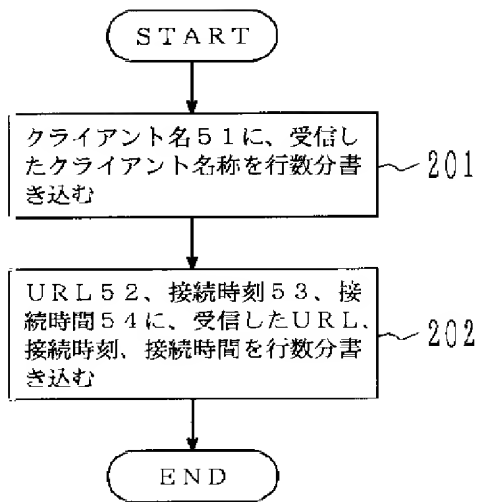 START
クライアント名51に、受信し
たクライアント名称を行数分書
き込む
201
URL52、接続時刻53、接
続時間54に、受信したURL、
接続時刻、接続時間を行数分書
き込む
202
END